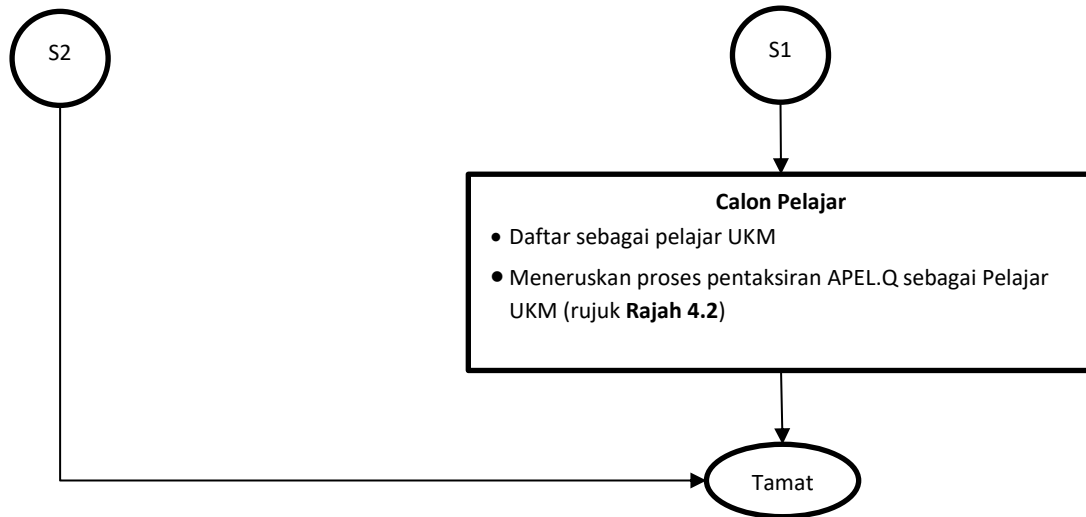 S2
S1
Calon Pelajar
• Daftar sebagai pelajar UKM
• Meneruskan proses pentaksiran APEL.Q sebagai Pelajar
UKM (rujuk Rajah 4.2)
Tamat